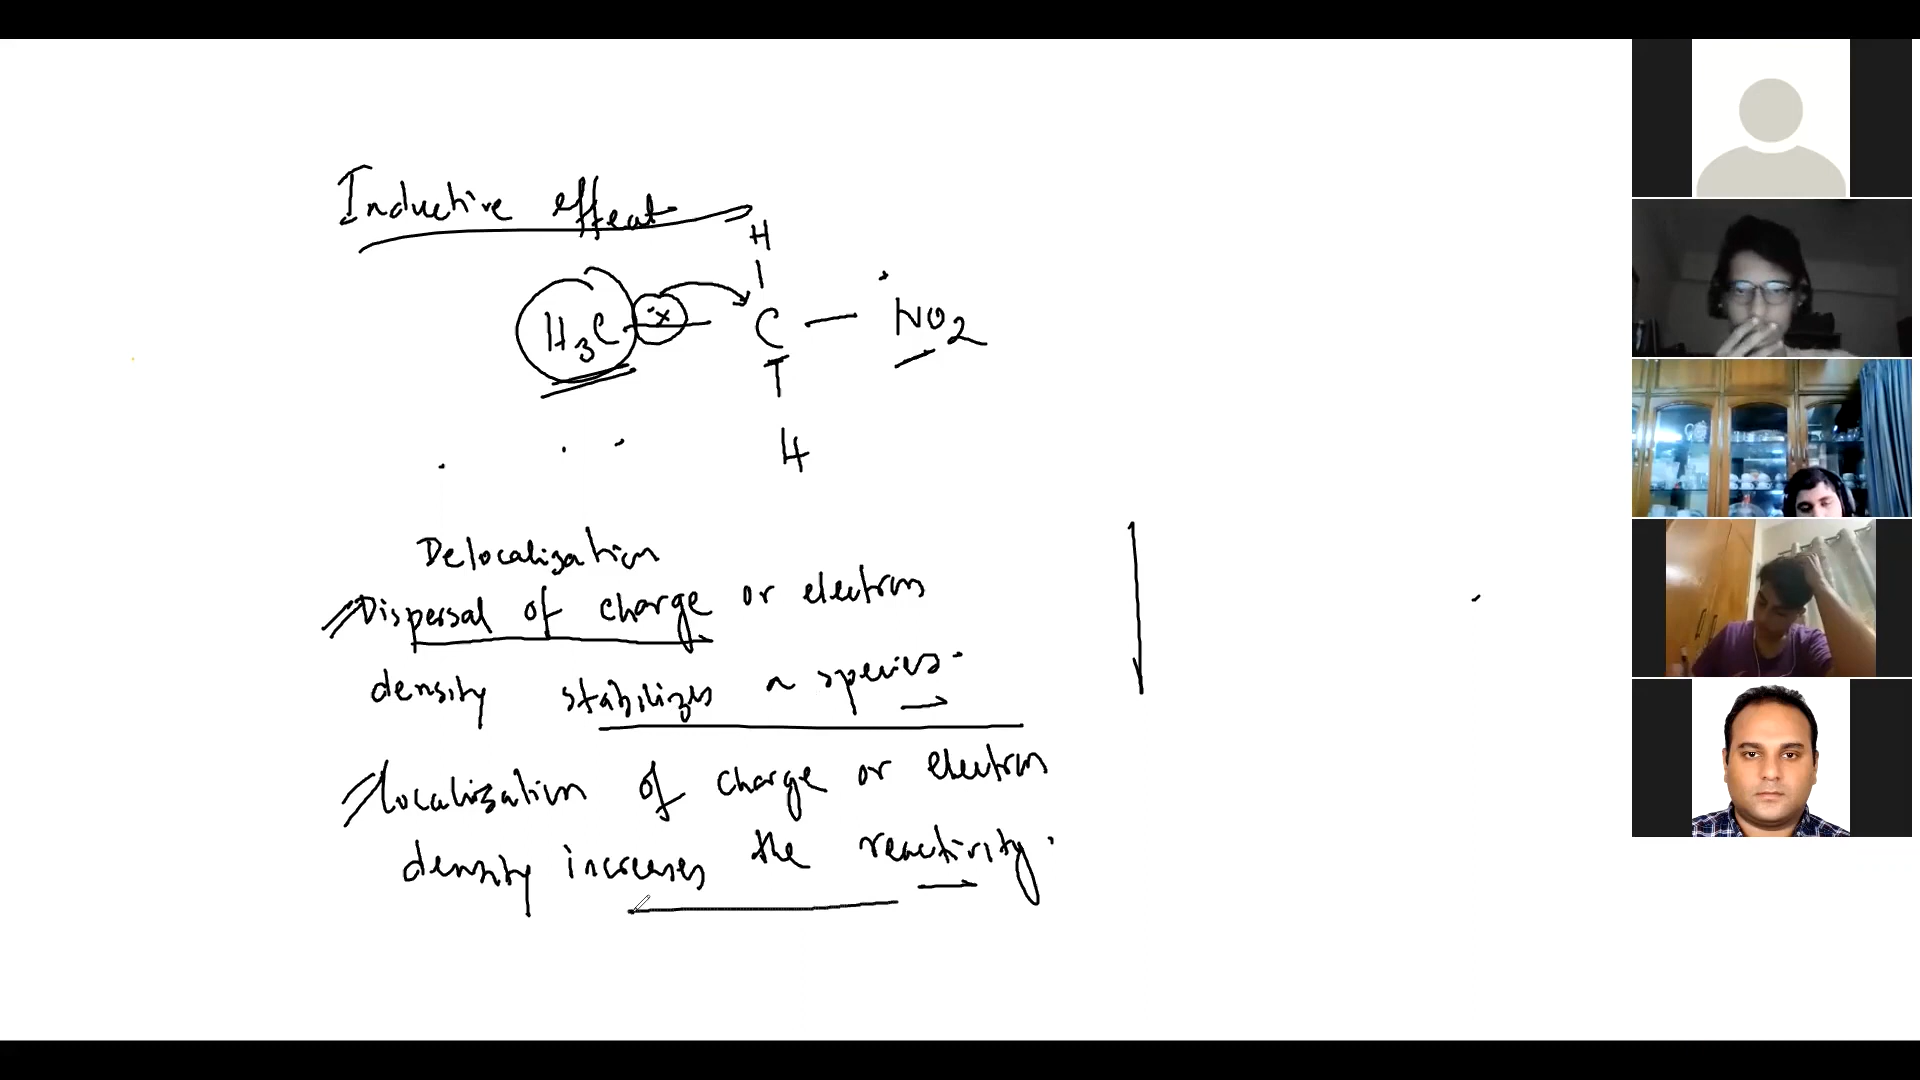 Inductive effect
H
H3C ·x C — NO2
H
Delocalization
Dispersal of charge or electron
density stabilizes a species.
localization of charge or electron
density increases the reactivity.